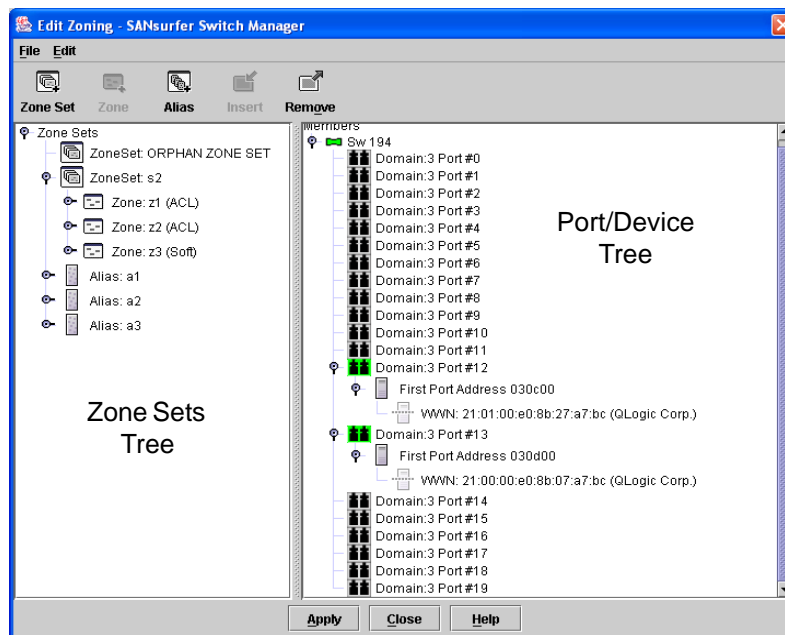 Edit Zoning - SANsurfer Switch Manager
File Edit
Zone Set Zone Alias Insert Remove
Zone Sets
ZoneSet: ORPHAN ZONE SET
ZoneSet: s2
Zone: z1 (ACL)
Zone: z2 (ACL)
Zone: z3 (Soft)
Alias: a1
Alias: a2
Alias: a3
Zone Sets
Tree
Members
Sw 194
Domain:3 Port #0
Domain:3 Port #1
Domain:3 Port #2
Domain:3 Port #3
Domain:3 Port #4
Domain:3 Port #5
Domain:3 Port #6
Domain:3 Port #7
Domain:3 Port #8
Domain:3 Port #9
Domain:3 Port #10
Domain:3 Port #11
Domain:3 Port #12
First Port Address 030c00
WWN: 21:01:00:e0:8b:27:a7:bc (QLogic Corp.)
Domain:3 Port #13
First Port Address 030d00
WWN: 21:00:00:e0:8b:07:a7:bc (QLogic Corp.)
Domain:3 Port #14
Domain:3 Port #15
Domain:3 Port #16
Domain:3 Port #17
Domain:3 Port #18
Domain:3 Port #19
Port/Device
Tree
Apply Close Help